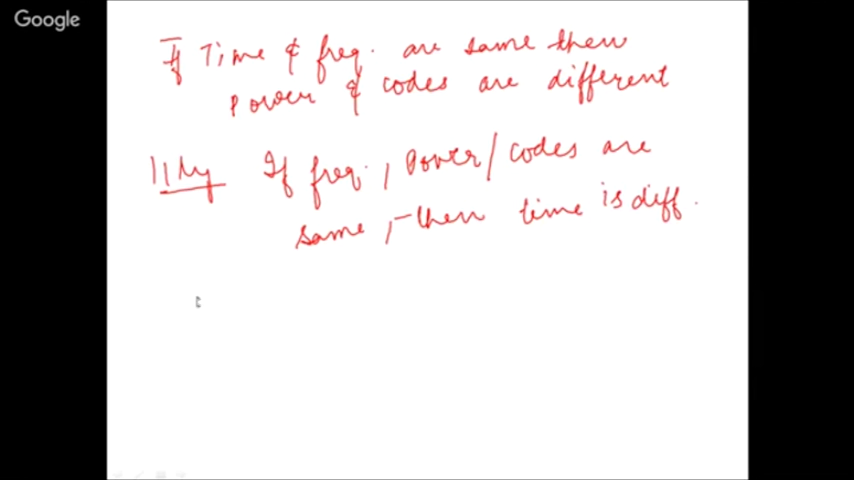 Google
If Time & freq. are same then
Power & codes are different
|||ly If freq., Power/codes are
same, then time is diff.